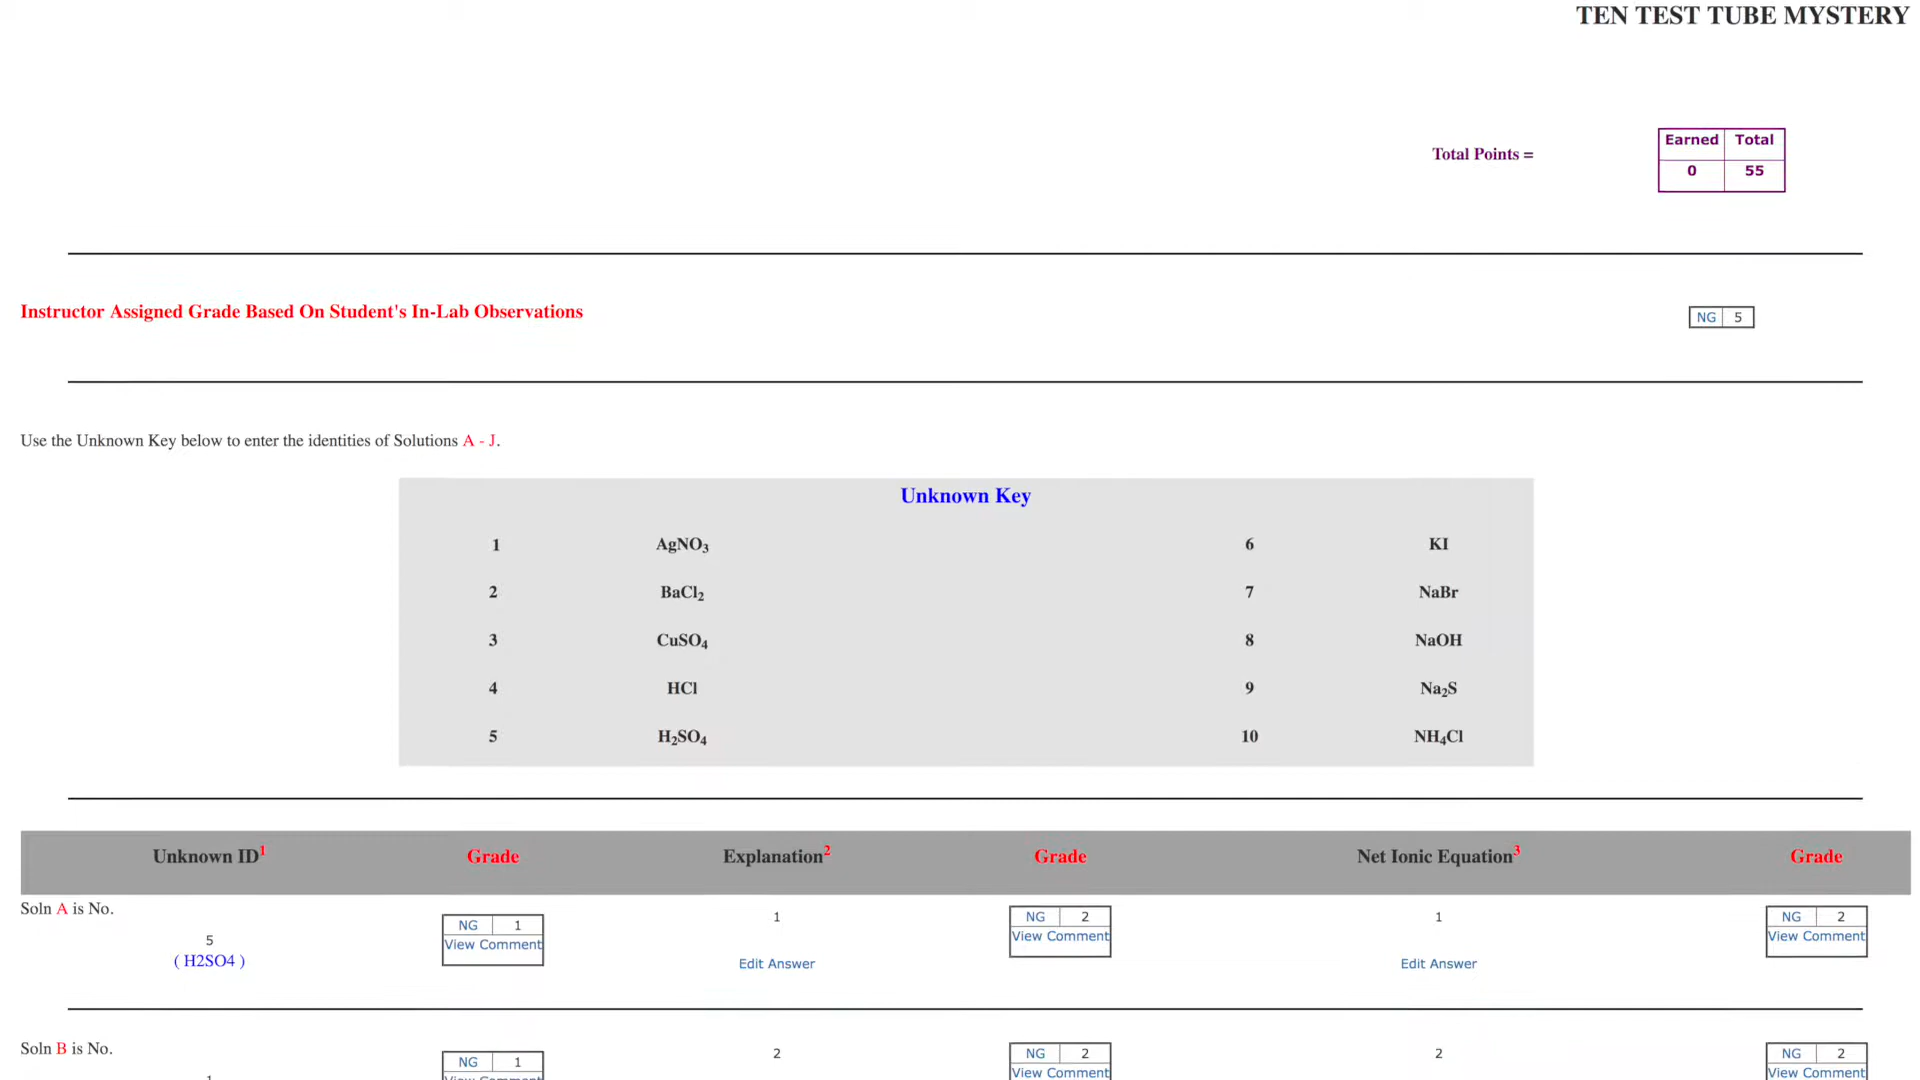 TEN TEST TUBE MYSTERY
Earned Total
Total Points =
0 55
Instructor Assigned Grade Based On Student's In-Lab Observations
NG 5
Use the Unknown Key below to enter the identities of Solutions A - J.
Unknown Key
1 AgNO3 6 KI
2 BaCl2 7 NaBr
3 CuSO4 8 NaOH
4 HCl 9 Na2S
5 H2SO4 10 NH4Cl
Unknown ID1 Grade Explanation2 Grade Net Ionic Equation3 Grade
Soln A is No.
NG 1 1 NG 2 1 NG 2
View Comment View Comment View Comment
5
( H2SO4 ) Edit Answer Edit Answer
Soln B is No.
NG 1 2 NG 2 2 NG 2
View Comment View Comment View Comment